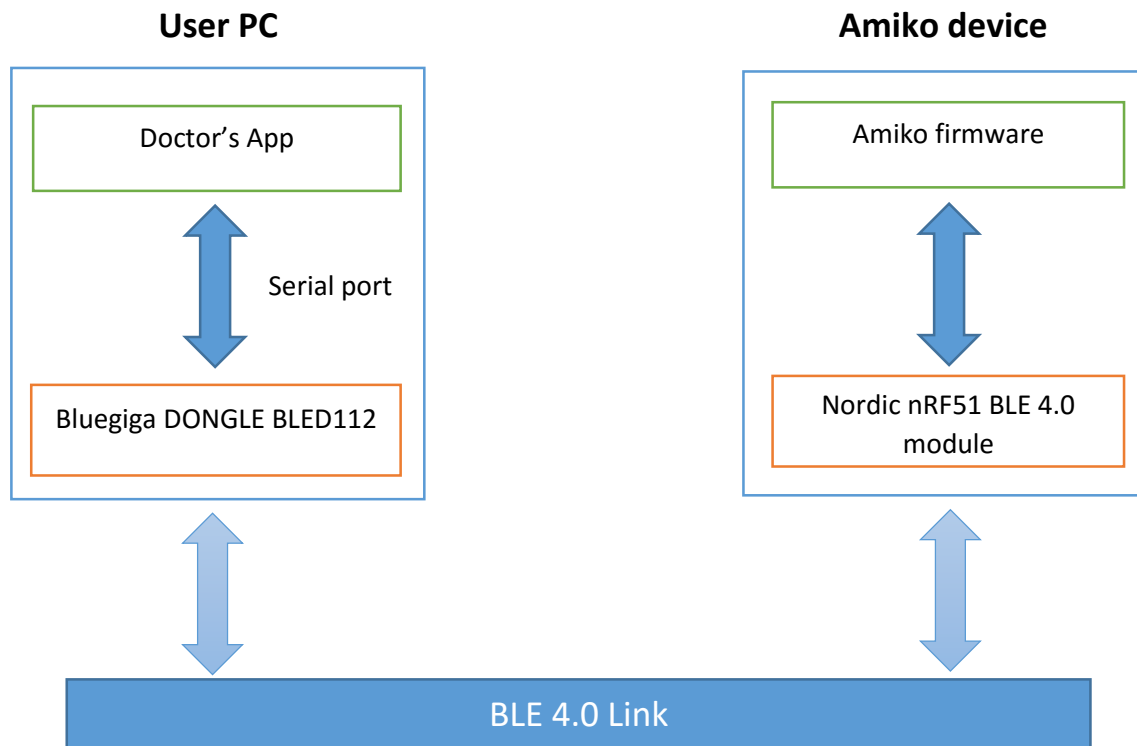 User PC
Amiko device
Doctor’s App
Amiko firmware
Serial port
Bluegiga DONGLE BLED112
Nordic nRF51 BLE 4.0
module
BLE 4.0 Link